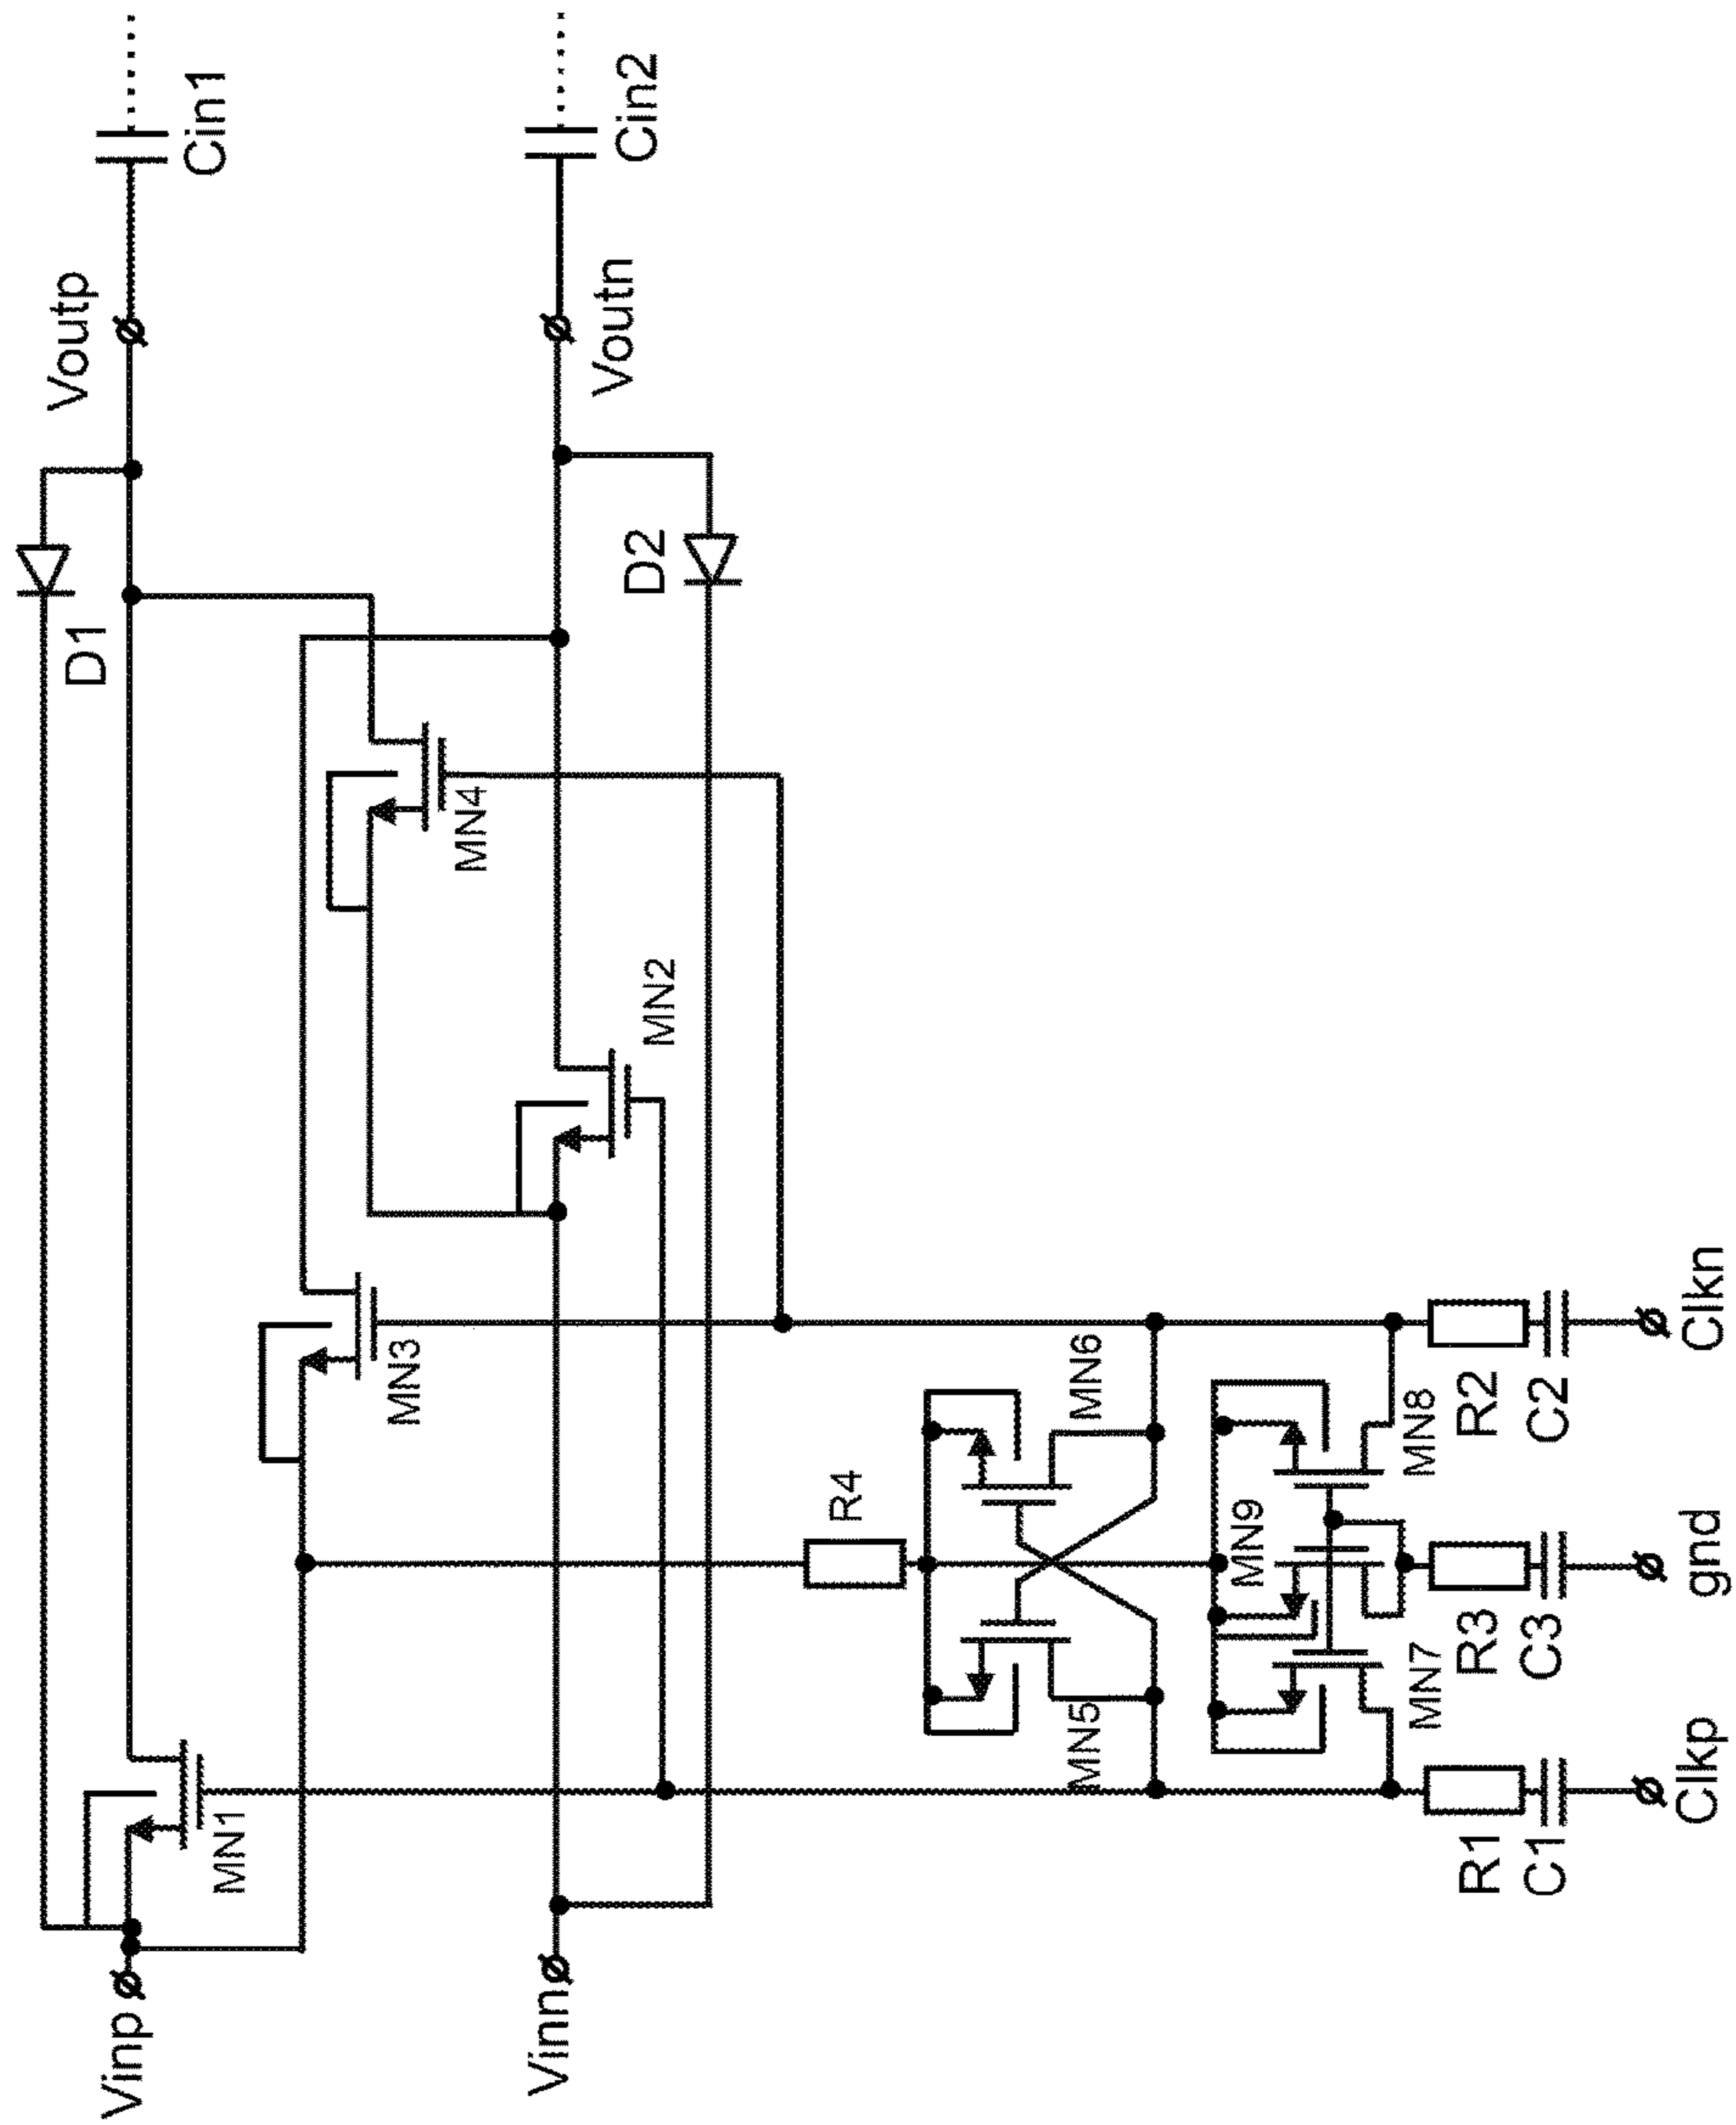 Vinp
Vinn
Voutp
Voutn
Cin1
Cin2
D1
D2
MN1
MN2
MN3
MN4
R4
MN5
MN6
MN7
MN9
MN8
R1
C1
R3
C3
R2
C2
Clkp
gnd
Clkn